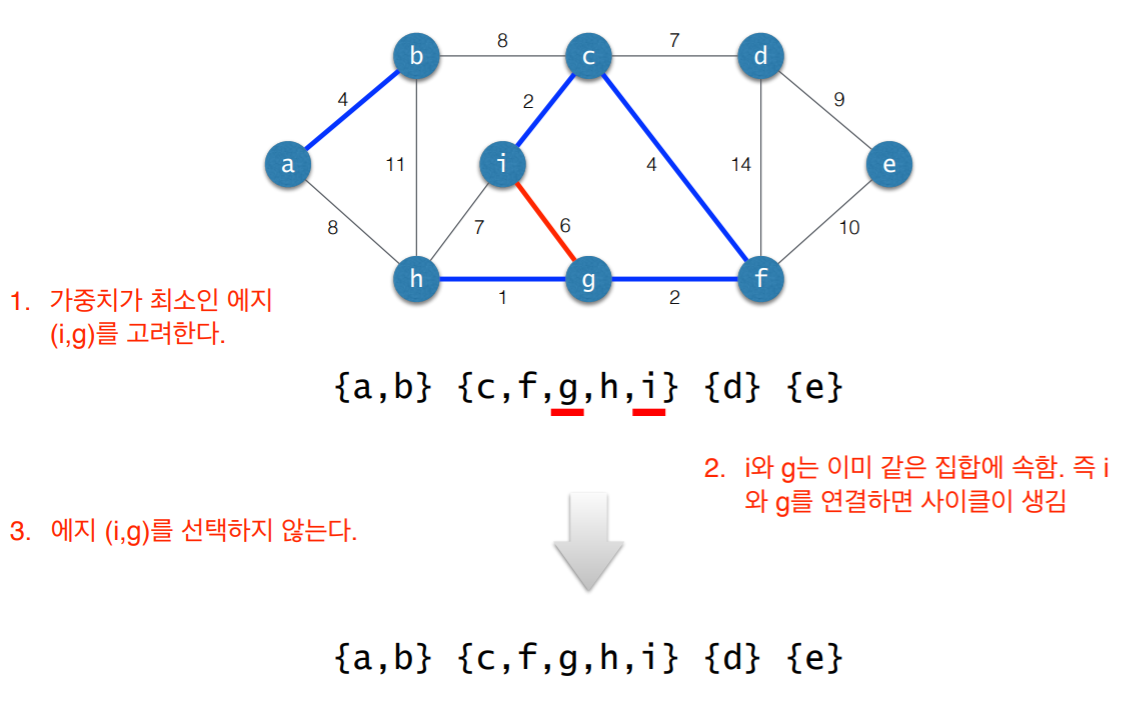 8
7
b
c
d
4
2
9
a
11
i
4
14
e
8
7
6
10
h
g
f
1
2
1. 가중치가 최소인 에지
(i,g)를 고려한다.
{a,b} {c,f,g,h,i} {d} {e}
2. i와 g는 이미 같은 집합에 속함. 즉 i
와 g를 연결하면 사이클이 생김
3. 에지 (i,g)를 선택하지 않는다.
{a,b} {c,f,g,h,i} {d} {e}